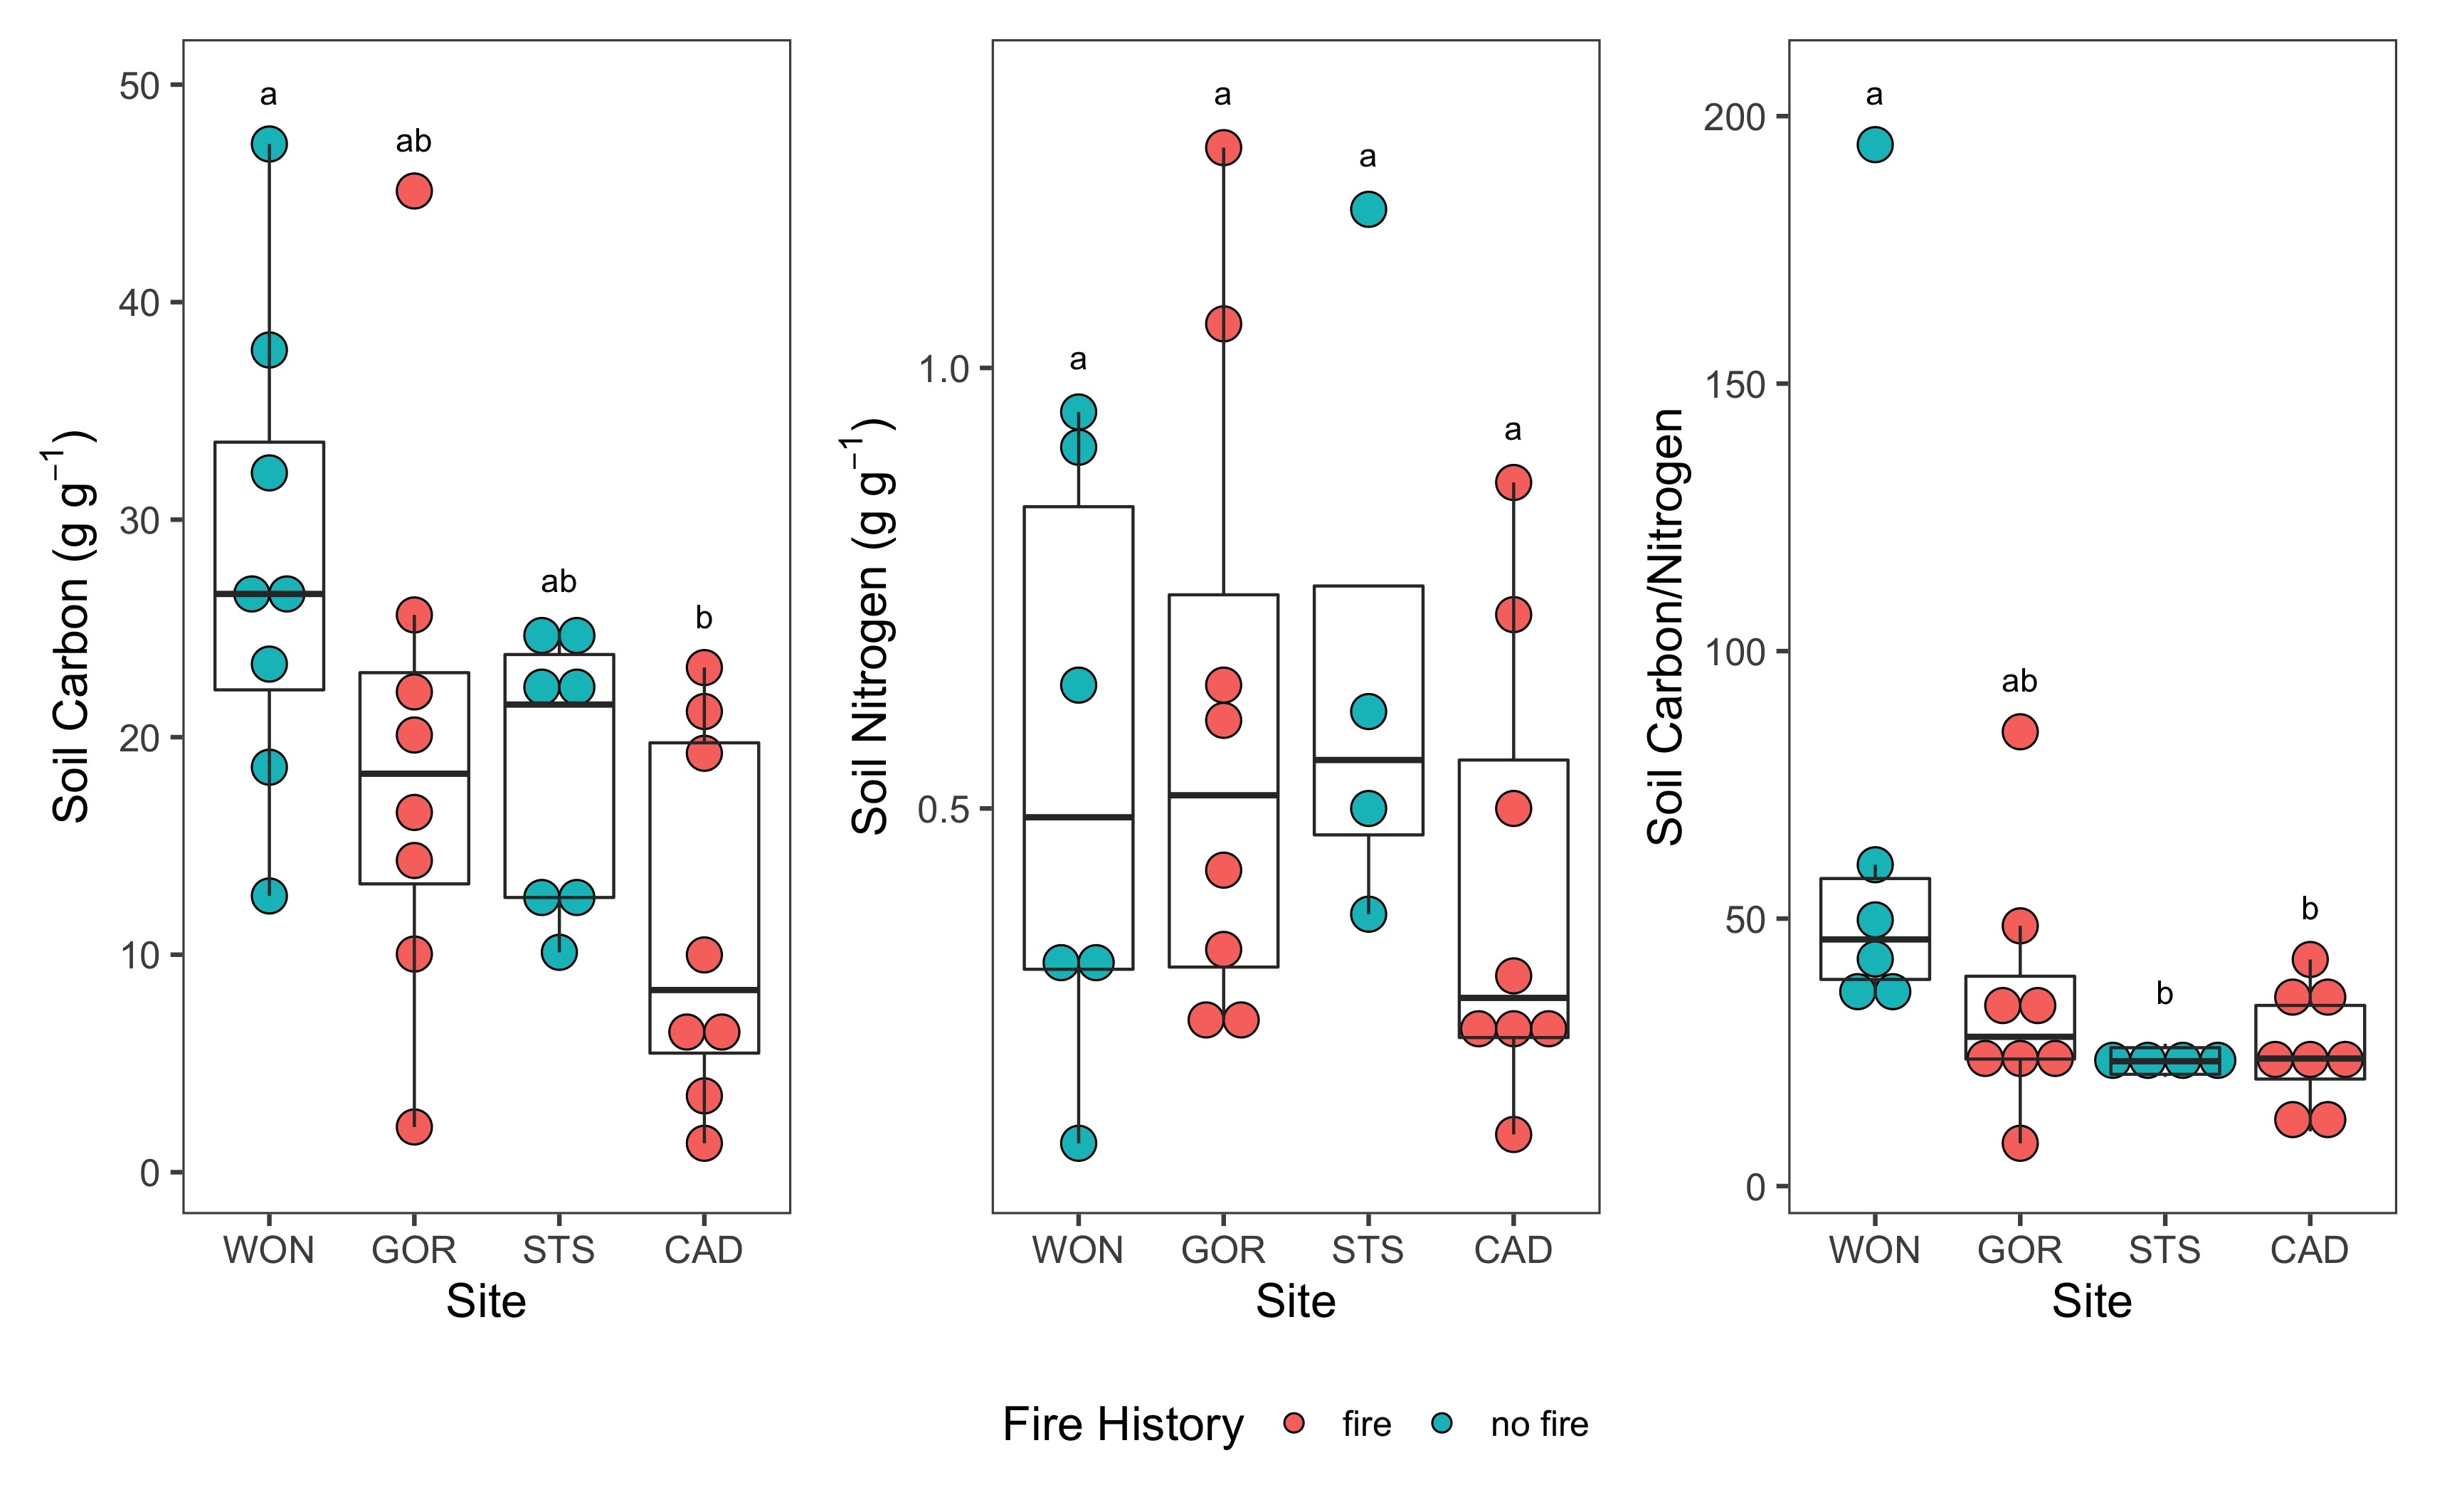 Soil Carbon (g g⁻¹)
50
40
30
20
10
0
a
ab
ab
b
WON GOR STS CAD
Site
Soil Nitrogen (g g⁻¹)
1.0
0.5
a
a
a
a
WON GOR STS CAD
Site
Soil Carbon/Nitrogen
200
150
100
50
0
a
ab
b
b
WON GOR STS CAD
Site
Fire History fire no fire